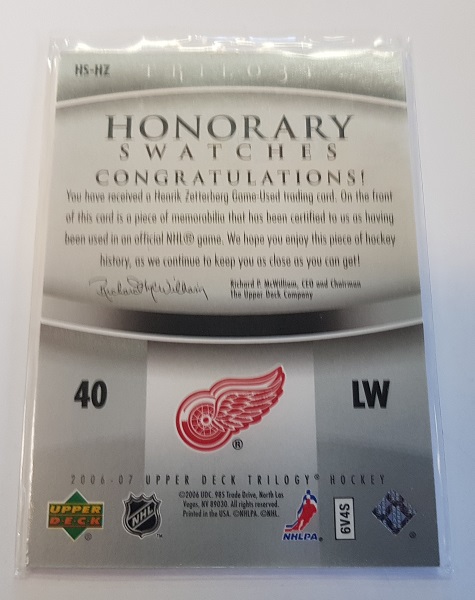 HS-HZ TRILOGY
HONORARY
SWATCHES
CONGRATULATIONS!
You have received a Henrik Zetterberg Game-Used trading card. On the front
of this card is a piece of memorabilia that has been certified to us as having
been used in an official NHL® game. We hope you enjoy this piece of hockey
history, as we continue to keep you as close as you can get!
Richard P. McWilliam
Richard P. McWilliam, CEO and Chairman
The Upper Deck Company
40
LW
®
2006-07 UPPER DECK TRILOGY® HOCKEY
UPPER
DECK
NHL
©2006 UDC, 985 Trade Drive, North Las
Vegas, NV 89030. All rights reserved.
Printed in the USA. ©NHLPA. ©NHL.
NHLPA
6V4S